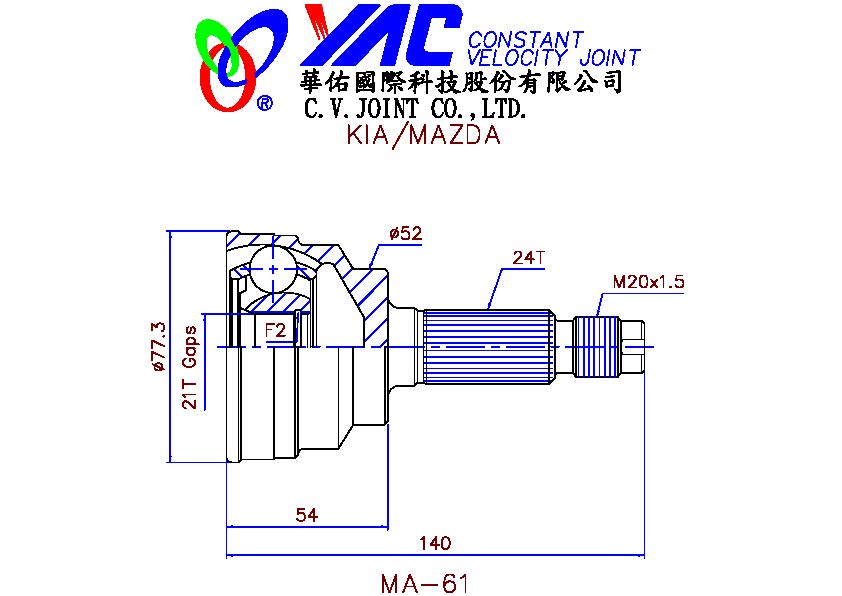 YAC CONSTANT
VELOCITY JOINT
®
華佑國際科技股份有限公司
C.V.JOINT CO.,LTD.
KIA/MAZDA
ø52
24T
M20x1.5
F2
ø77.3
21T Gaps
54
140
MA-61